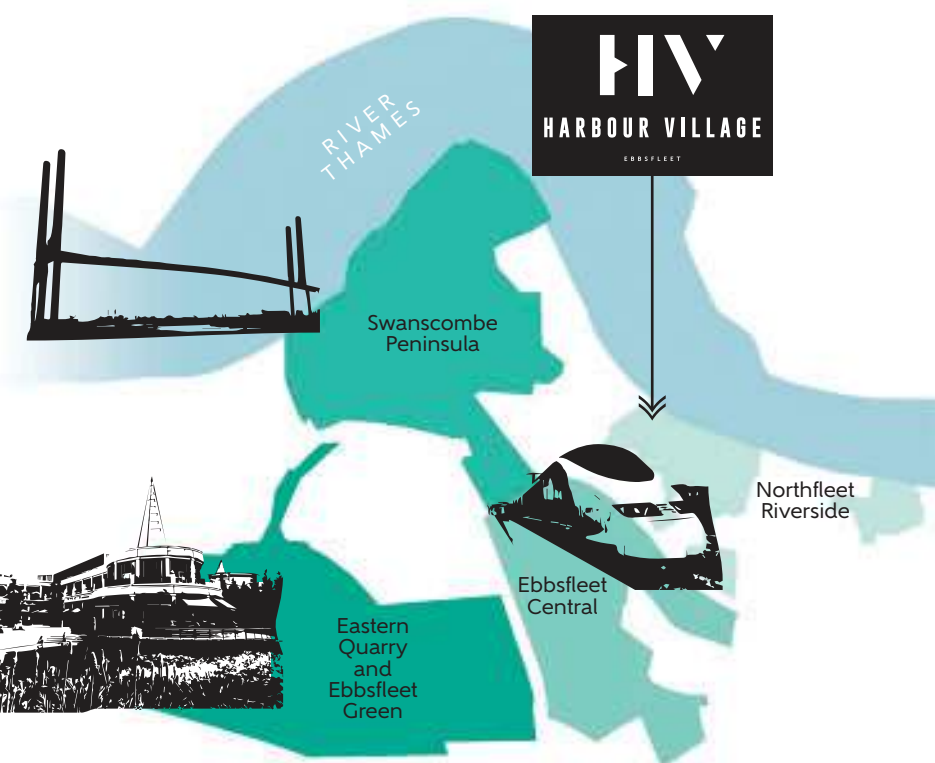 HV
HARBOUR VILLAGE
EBBSFLEET
RIVER
THAMES
Swanscombe
Peninsula
Northfleet
Riverside
Ebbsfleet
Central
Eastern
Quarry
and
Ebbsfleet
Green